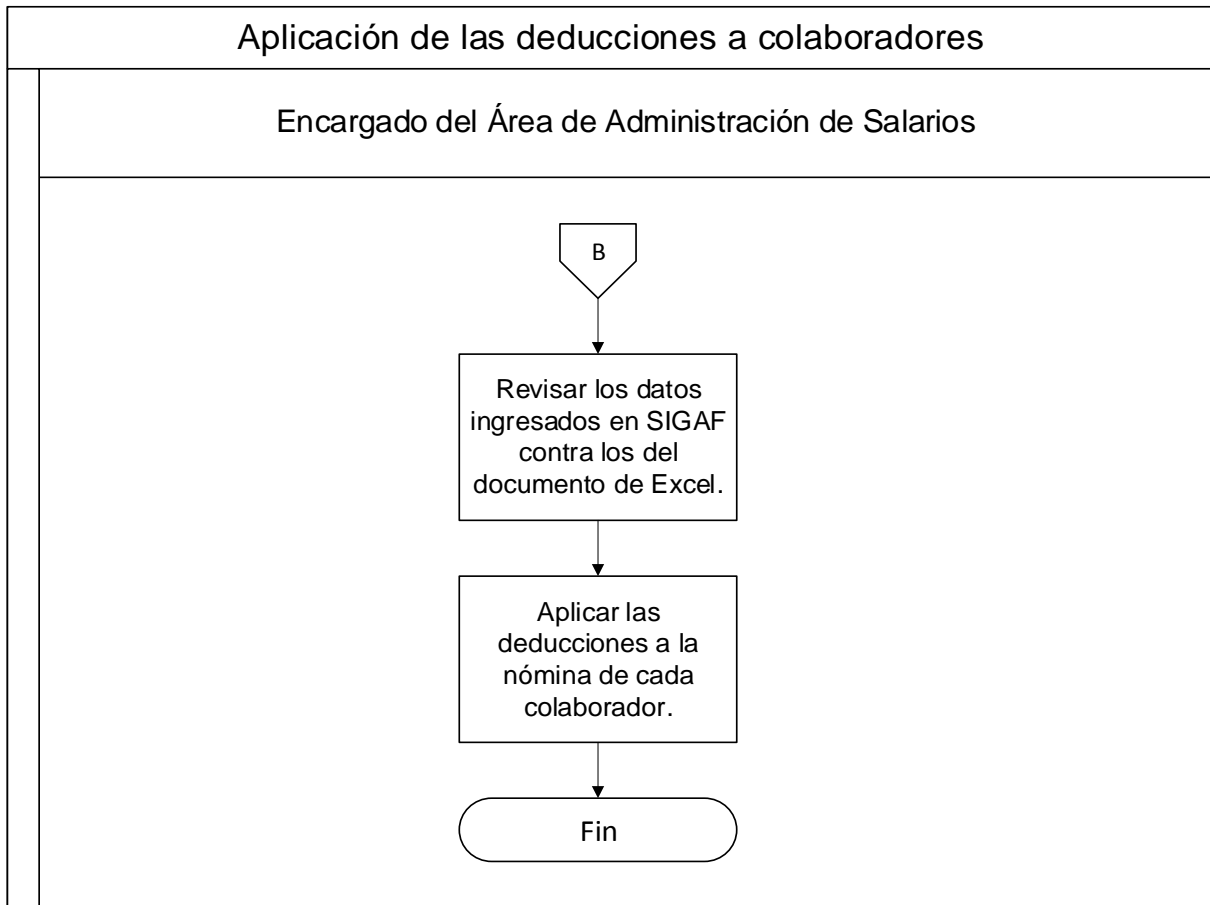 Aplicación de las deducciones a colaboradores
Encargado del Área de Administración de Salarios
B
Revisar los datos
ingresados en SIGAF
contra los del
documento de Excel.
Aplicar las
deducciones a la
nómina de cada
colaborador.
Fin